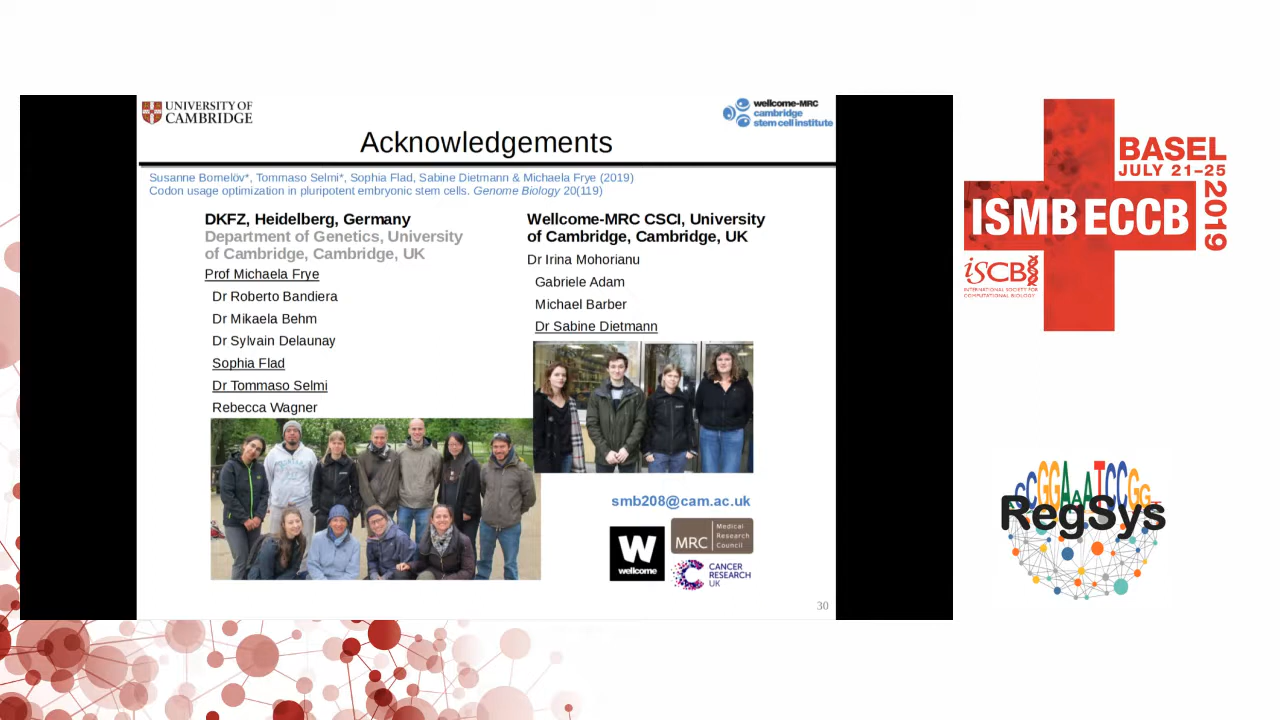 UNIVERSITY OF
CAMBRIDGE
wellcome-MRC
cambridge
stem cell institute
Acknowledgements
Susanne Bornelöv*, Tommaso Selmi*, Sophia Flad, Sabine Dietmann & Michaela Frye (2019)
Codon usage optimization in pluripotent embryonic stem cells. Genome Biology 20(119)
DKFZ, Heidelberg, Germany
Department of Genetics, University
of Cambridge, Cambridge, UK
Prof Michaela Frye
Dr Roberto Bandiera
Dr Mikaela Behm
Dr Sylvain Delaunay
Sophia Flad
Dr Tommaso Selmi
Rebecca Wagner
Wellcome-MRC CSCI, University
of Cambridge, Cambridge, UK
Dr Irina Mohorianu
Gabriele Adam
Michael Barber
Dr Sabine Dietmann
smb208@cam.ac.uk
W
wellcome
MRC
Medical
Research
Council
CANCER
RESEARCH
UK
30
BASEL
JULY 21–25
2019
ISMB ECCB
iSCB
INTERNATIONAL SOCIETY FOR
COMPUTATIONAL BIOLOGY
RegSys